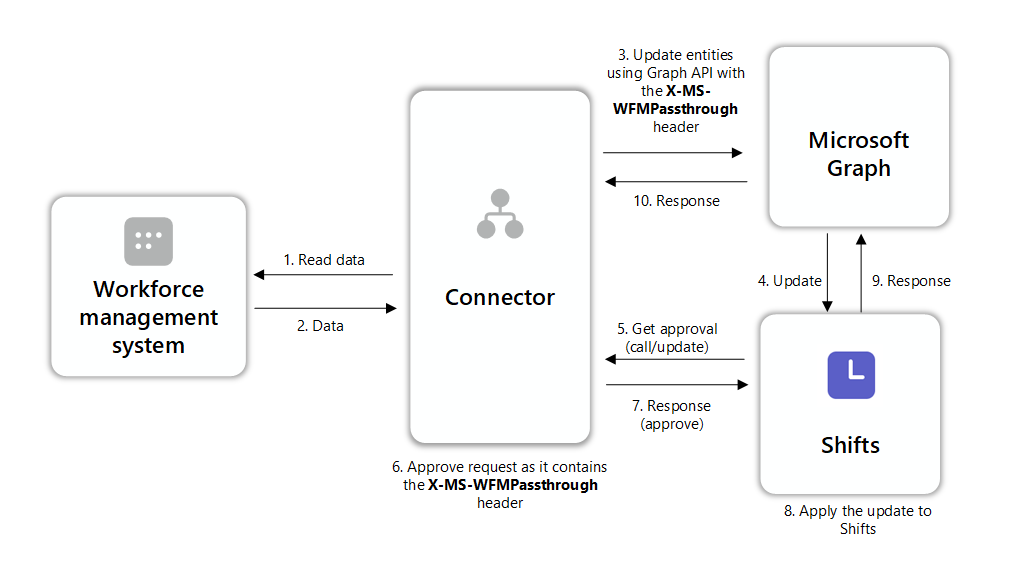 3. Update entities
using Graph API with
the X-MS-
WFMPassthrough
header
Microsoft
Graph
10. Response
1. Read data
Workforce
management
system
2. Data
Connector
4. Update
9. Response
5. Get approval
(call/update)
7. Response
(approve)
Shifts
6. Approve request as it contains
the X-MS-WFMPassthrough
header
8. Apply the update to
Shifts